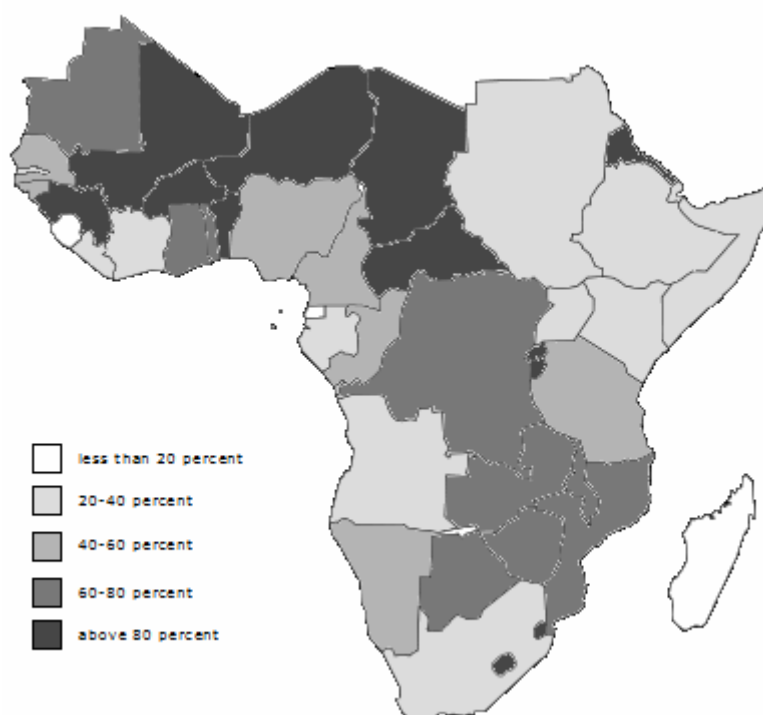 less than 20 percent
20-40 percent
40-60 percent
60-80 percent
above 80 percent